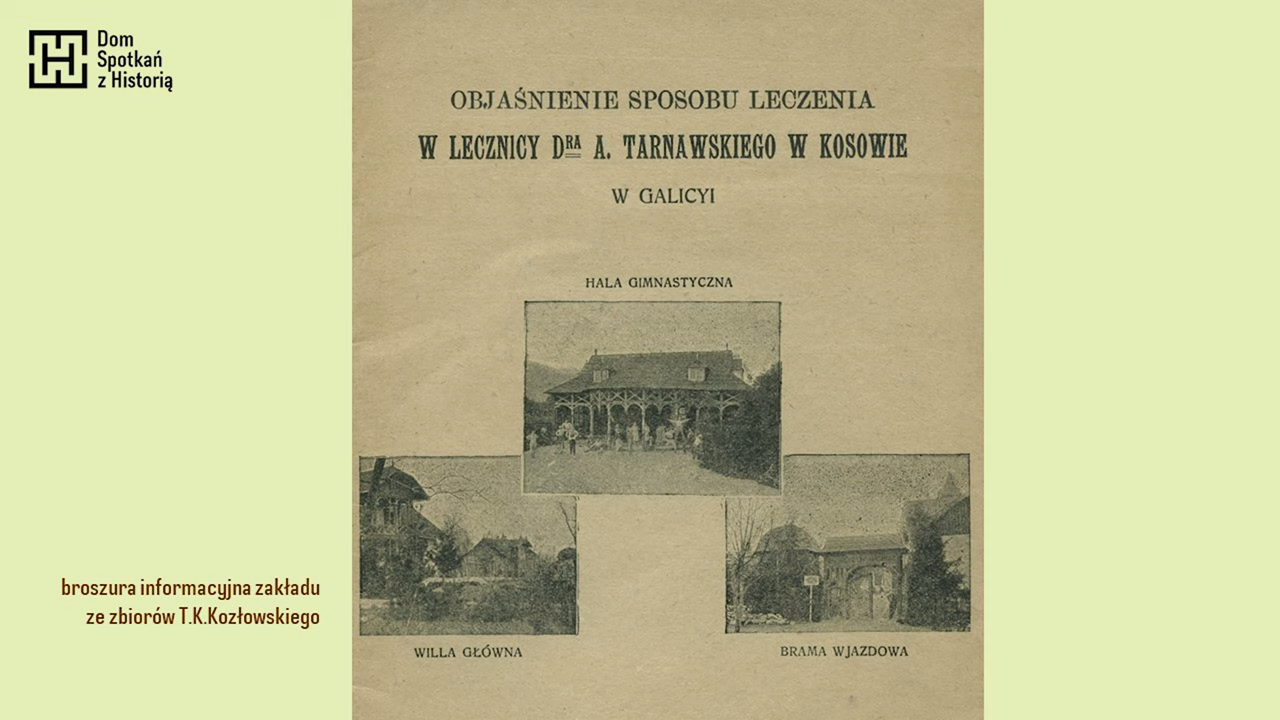 Dom
Spotkań
z Historią
OBJAŚNIENIE SPOSOBU LECZENIA
W LECZNICY DRA A. TARNAWSKIEGO W KOSOWIE
W GALICYI
HALA GIMNASTYCZNA
broszura informacyjna zakładu
ze zbiorów T.K.Kozłowskiego
WILLA GŁÓWNA
BRAMA WJAZDOWA